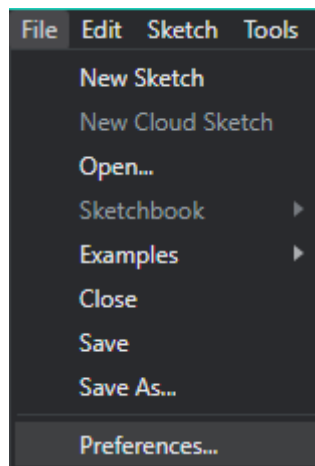 File Edit Sketch Tools
New Sketch
New Cloud Sketch
Open...
Sketchbook
Examples
Close
Save
Save As...
Preferences...